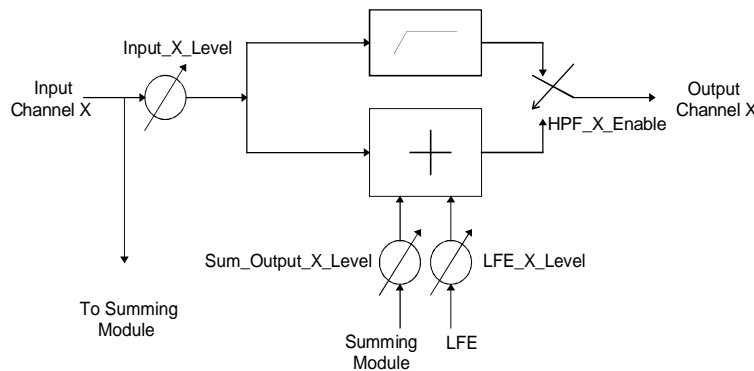 Input_X_Level
Input
Channel X
Output
Channel X
HPF_X_Enable
Sum_Output_X_Level
LFE_X_Level
To Summing
Module
Summing
Module
LFE